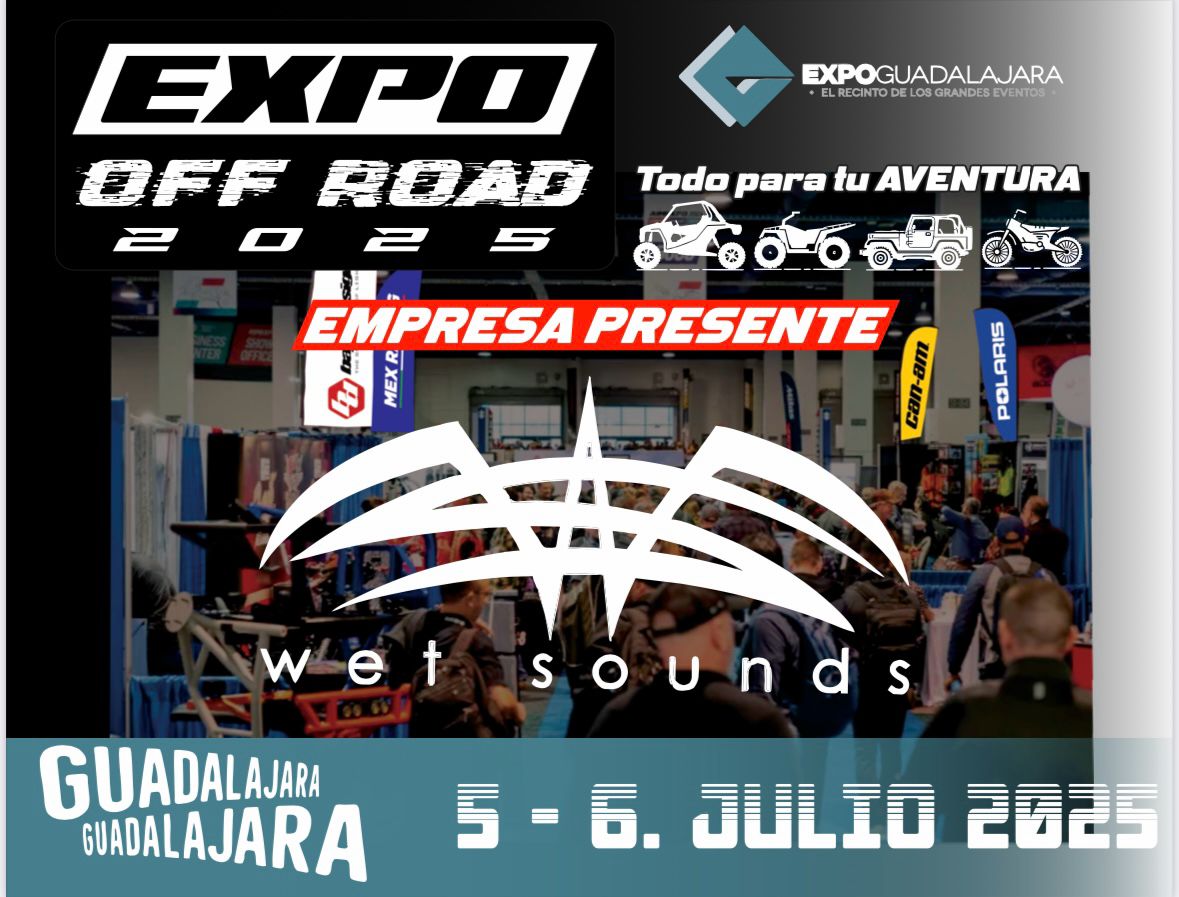 EXPO
OFF ROAD
2025
EXPOGUADALAJARA
• EL RECINTO DE LOS GRANDES EVENTOS •
Todo para tu AVENTURA
EMPRESA PRESENTE
MEX
can-am
POLARIS
wet sounds
GUADALAJARA
GUADALAJARA
5 - 6. JULIO 2025